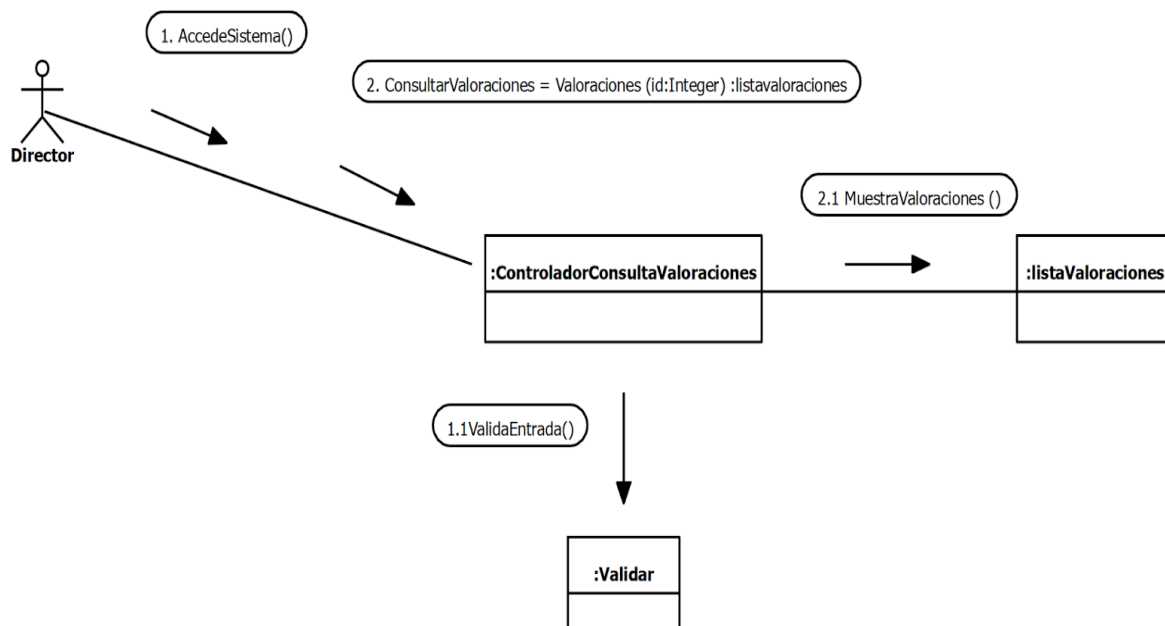 1. AccedeSistema()
2. ConsultarValoraciones = Valoraciones (id:Integer) :listavaloraciones
Director
2.1 MuestraValoraciones ()
:ControladorConsultaValoraciones
:listaValoraciones
1.1ValidaEntrada()
:Validar